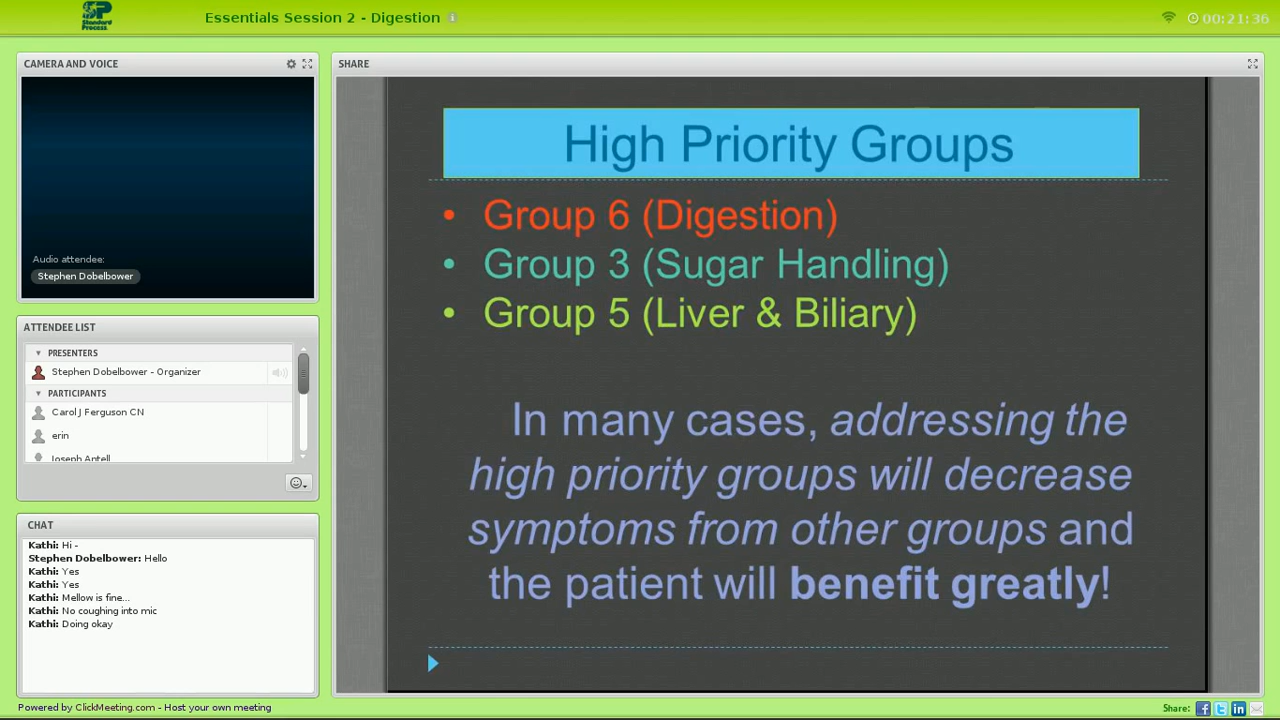 SP
Standard
Process
Essentials Session 2 - Digestion
00:21:36
CAMERA AND VOICE
Audio attendee:
Stephen Dobelbower
ATTENDEE LIST
PRESENTERS
Stephen Dobelbower - Organizer
PARTICIPANTS
Carol J Ferguson CN
erin
Joseph Antell
CHAT
Kathi: Hi -
Stephen Dobelbower: Hello
Kathi: Yes
Kathi: Yes
Kathi: Mellow is fine...
Kathi: No coughing into mic
Kathi: Doing okay
SHARE
High Priority Groups
• Group 6 (Digestion)
• Group 3 (Sugar Handling)
• Group 5 (Liver & Biliary)
In many cases, addressing the
high priority groups will decrease
symptoms from other groups and
the patient will benefit greatly!
Powered by ClickMeeting.com - Host your own meeting
Share: